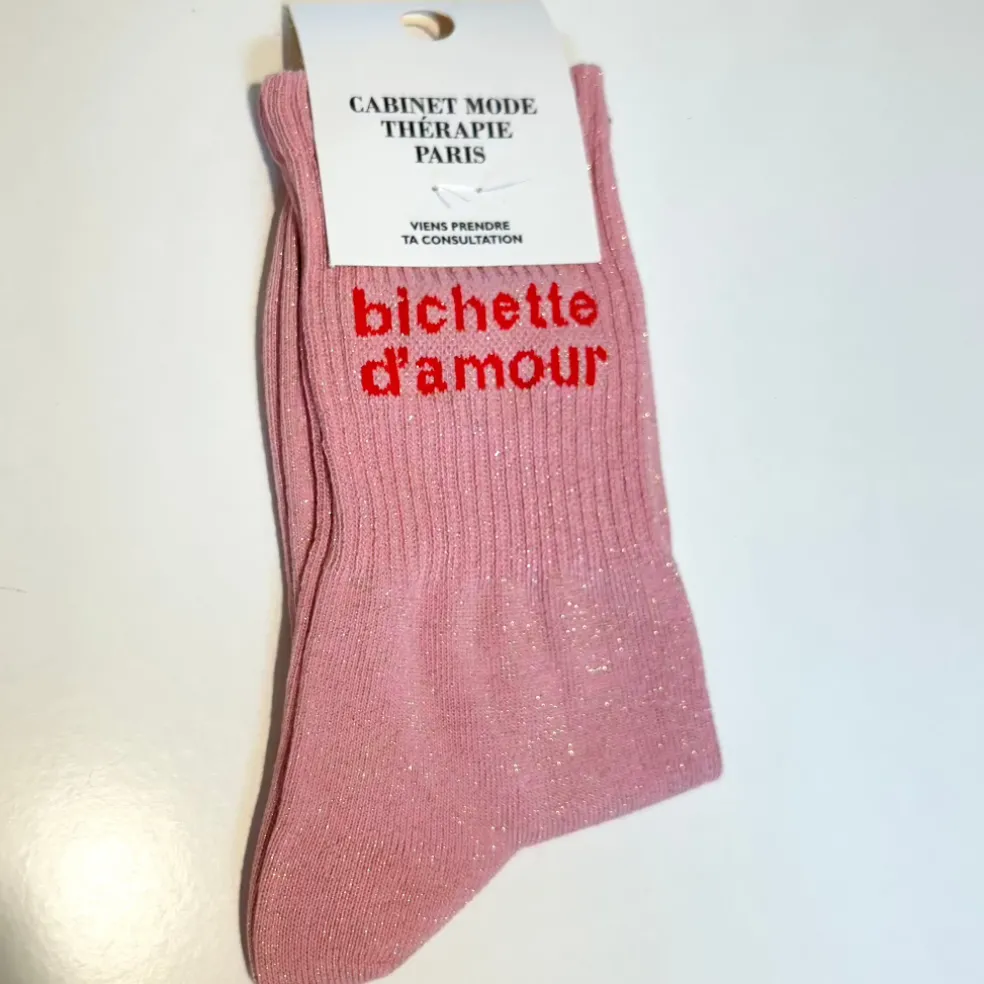 CABINET MODE
THÉRAPIE
PARIS
VIENS PRENDRE
TA CONSULTATION
bichette
d'amour